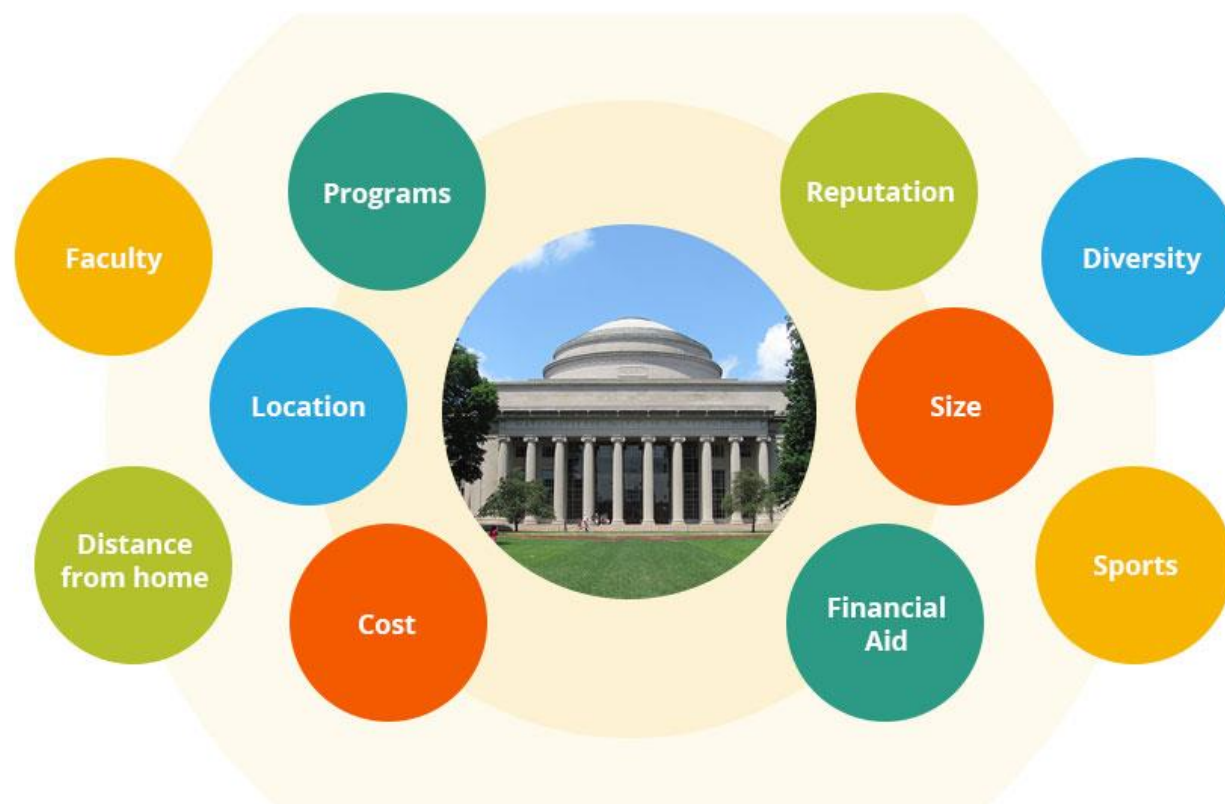 Programs
Reputation
Faculty
Diversity
Location
Size
Distance
from home
Sports
Cost
Financial
Aid